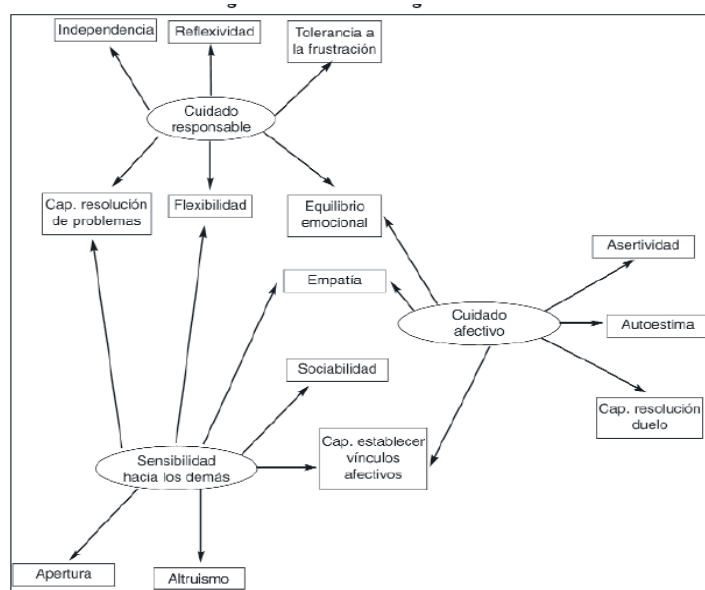 Independencia
Reflexividad
Tolerancia a
la frustración
Cuidado
responsable
Cap. resolución
de problemas
Flexibilidad
Equilibrio
emocional
Asertividad
Empatía
Cuidado
afectivo
Autoestima
Sociabilidad
Cap. resolución
duelo
Cap. establecer
vínculos
afectivos
Sensibilidad
hacia los demás
Apertura
Altruismo